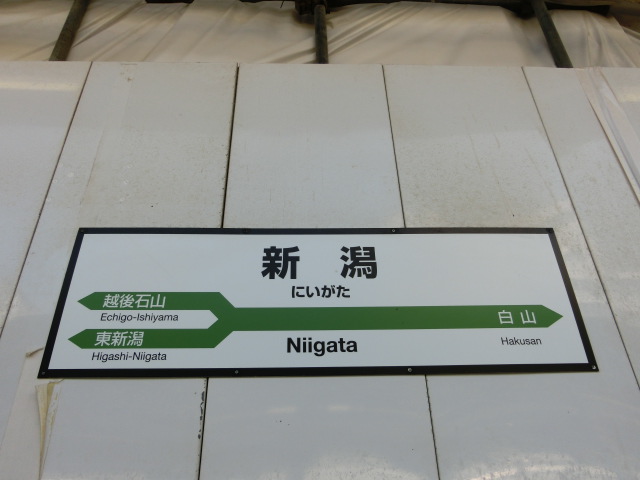 新潟
にいがた
越後石山
Echigo-Ishiyama
東新潟
Higashi-Niigata
Niigata
白山
Hakusan